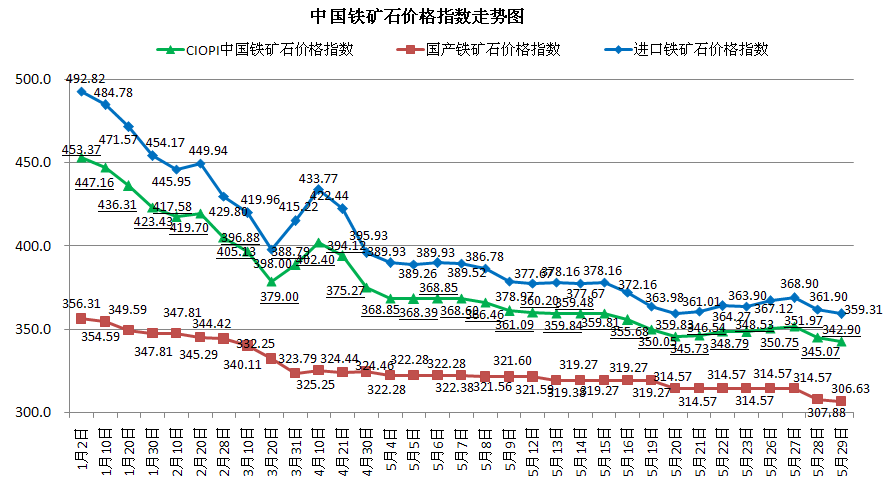 中国铁矿石价格指数走势图
CIOPI中国铁矿石价格指数 国产铁矿石价格指数 进口铁矿石价格指数
500.0
450.0
400.0
350.0
300.0
492.82 484.78 471.57 454.17 445.95 449.94 429.80 419.96 398.00 415.22 433.77 422.44 395.93 389.93 389.26 389.93 389.52 386.78 378.97 377.67 378.16 377.67 378.16 372.16 363.98 359.83 361.01 364.27 363.90 367.12 368.90 361.90 359.31
453.37 447.16 436.31 423.43 417.58 419.70 405.23 396.88 379.00 388.79 402.40 394.12 375.27 368.85 368.39 368.85 368.60 366.46 361.09 360.20 359.84 359.48 359.81 355.68 350.05 345.73 346.54 348.79 348.53 350.75 351.97 345.07 342.90
356.31 354.59 349.59 347.81 347.81 345.29 344.42 340.11 332.25 323.79 325.25 324.44 324.46 322.28 322.28 322.28 322.38 322.28 321.56 321.60 321.59 319.38 319.27 319.27 319.27 319.27 314.57 314.57 314.57 314.57 314.57 314.57 307.88 306.63
1月2日 1月10日 1月20日 1月30日 2月10日 2月20日 2月28日 3月10日 3月20日 3月31日 4月10日 4月21日 4月30日 5月4日 5月5日 5月6日 5月7日 5月8日 5月9日 5月12日 5月13日 5月14日 5月15日 5月16日 5月19日 5月20日 5月21日 5月22日 5月23日 5月26日 5月27日 5月28日 5月29日